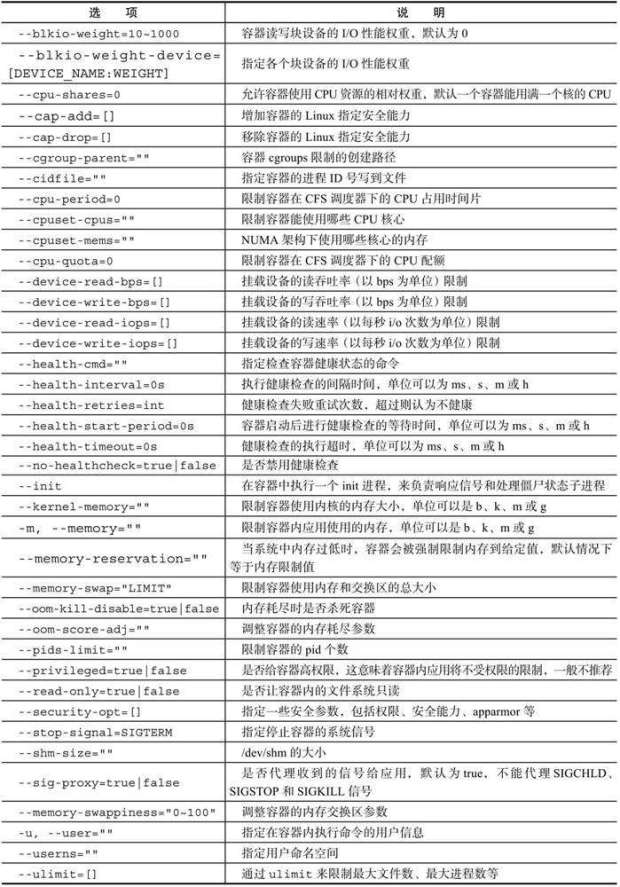 选 项 说 明
--blkio-weight=10~1000 容器读写块设备的 I/O 性能权重，默认为 0
--blkio-weight-device=
[DEVICE_NAME:WEIGHT] 指定各个块设备的 I/O 性能权重
--cpu-shares=0 允许容器使用 CPU 资源的相对权重，默认一个容器能用满一个核的 CPU
--cap-add=[] 增加容器的 Linux 指定安全能力
--cap-drop=[] 移除容器的 Linux 指定安全能力
--cgroup-parent="" 容器 cgroups 限制的创建路径
--cidfile="" 指定容器的进程 ID 号写到文件
--cpu-period=0 限制容器在 CFS 调度器下的 CPU 占用时间片
--cpuset-cpus="" 限制容器能使用哪些 CPU 核心
--cpuset-mems="" NUMA 架构下使用哪些核心的内存
--cpu-quota=0 限制容器在 CFS 调度器下的 CPU 配额
--device-read-bps=[] 挂载设备的读吞吐率（以 bps 为单位）限制
--device-write-bps=[] 挂载设备的写吞吐率（以 bps 为单位）限制
--device-read-iops=[] 挂载设备的读速率（以每秒 i/o 次数为单位）限制
--device-write-iops=[] 挂载设备的写速率（以每秒 i/o 次数为单位）限制
--health-cmd="" 指定检查容器健康状态的命令
--health-interval=0s 执行健康检查的间隔时间，单位可以为 ms、s、m 或 h
--health-retries=int 健康检查失败重试次数，超过则认为不健康
--health-start-period=0s 容器启动后进行健康检查的等待时间，单位可以为 ms、s、m 或 h
--health-timeout=0s 健康检查的执行超时，单位可以为 ms、s、m 或 h
--no-healthcheck=true|false 是否禁用健康检查
--init 在容器中执行一个 init 进程，来负责响应信号和处理僵尸状态子进程
--kernel-memory="" 限制容器使用内核的内存大小，单位可以是 b、k、m 或 g
-m, --memory="" 限制容器内应用使用的内存，单位可以是 b、k、m 或 g
--memory-reservation="" 当系统中内存过低时，容器会被强制限制内存到给定值，默认情况下
等于内存限制值
--memory-swap="LIMIT" 限制容器使用内存和交换区的总大小
--oom-kill-disable=true|false 内存耗尽时是否杀死容器
--oom-score-adj="" 调整容器的内存耗尽参数
--pids-limit="" 限制容器的 pid 个数
--privileged=true|false 是否给容器高权限，这意味着容器内应用将不受权限的限制，一般不推荐
--read-only=true|false 是否让容器内的文件系统只读
--security-opt=[] 指定一些安全参数，包括权限、安全能力、apparmor 等
--stop-signal=SIGTERM 指定停止容器的系统信号
--shm-size="" /dev/shm 的大小
--sig-proxy=true|false 是否代理收到的信号给应用，默认为 true，不能代理 SIGCHLD、
SIGSTOP 和 SIGKILL 信号
--memory-swappiness="0~100" 调整容器的内存交换区参数
-u, --user="" 指定在容器内执行命令的用户信息
--userns="" 指定用户命名空间
--ulimit=[] 通过 ulimit 来限制最大文件数、最大进程数等